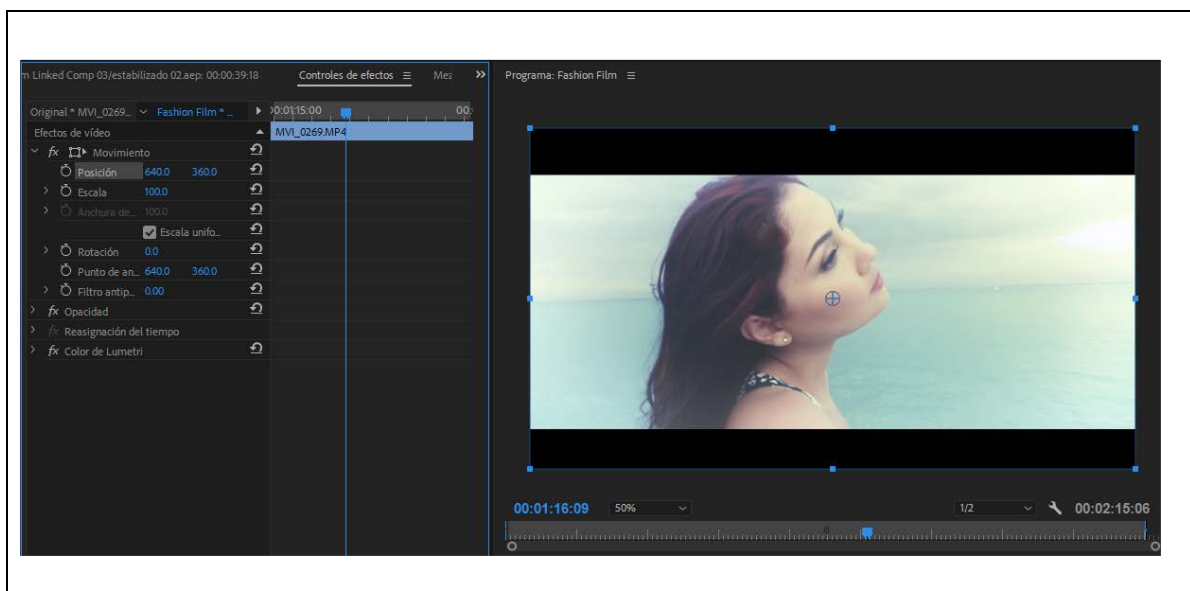 n Linked Comp 03/estabilizado 02.aep: 00:00:39:18 Controles de efectos Mez Programa: Fashion Film
Original * MVI_0269... Fashion Film * ... 0:01:15:00 00:
Efectos de vídeo MVI_0269.MP4
fx Movimiento
Posición 640.0 360.0
Escala 100.0
Anchura de... 100.0
Escala unifo...
Rotación 0.0
Punto de an... 640.0 360.0
Filtro antip... 0.00
fx Opacidad
fx Reasignación del tiempo
fx Color de Lumetri
00:01:16:09 50% 1/2 00:02:15:06